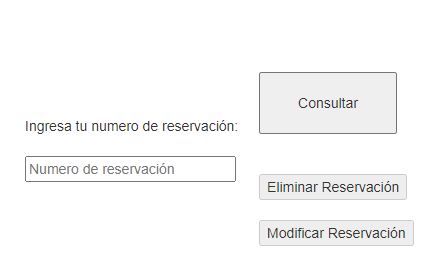 Consultar
Ingresa tu numero de reservación:
Numero de reservación
Eliminar Reservación
Modificar Reservación